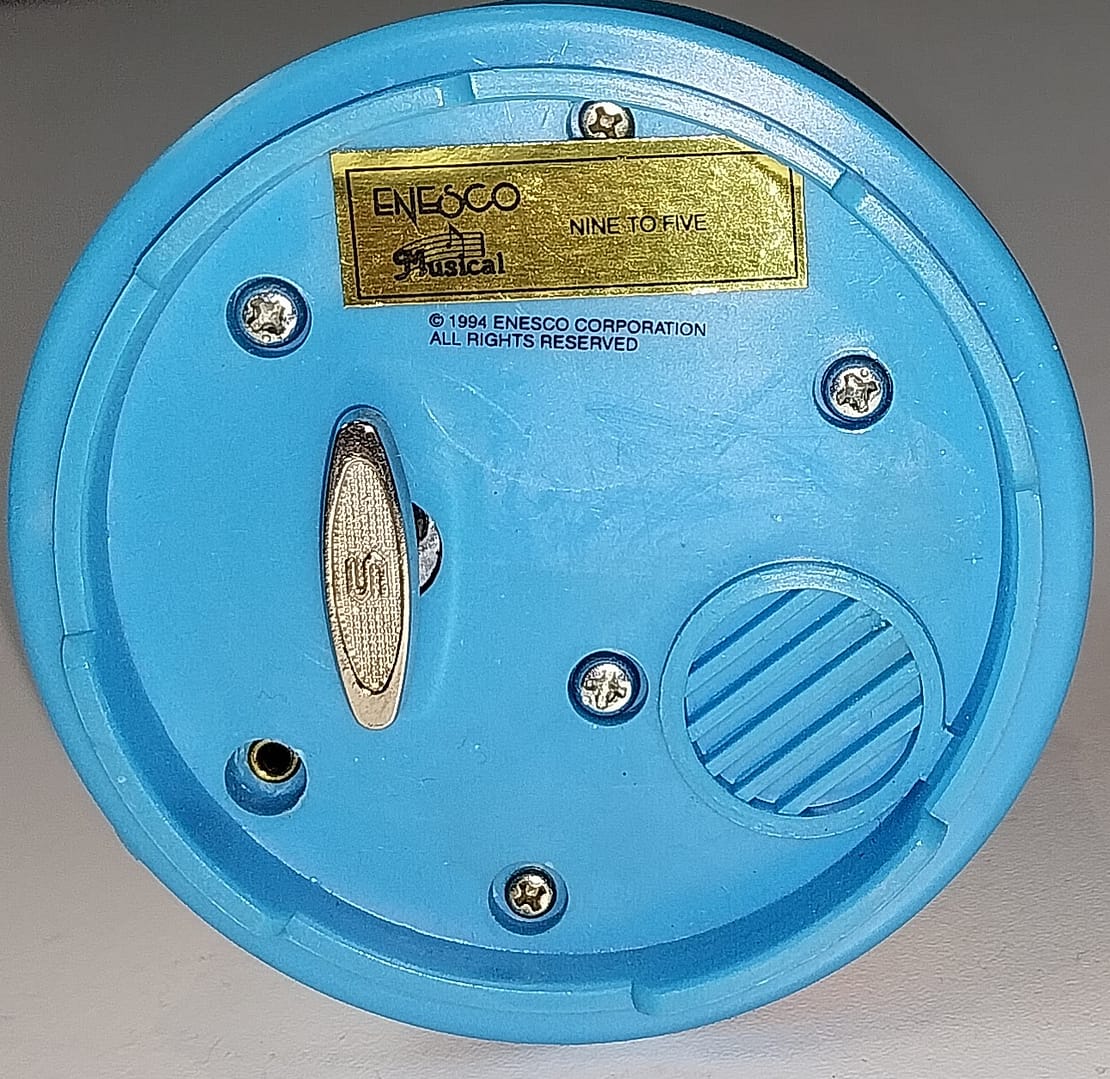 ENESCO
Musical
NINE TO FIVE
© 1994 ENESCO CORPORATION
ALL RIGHTS RESERVED